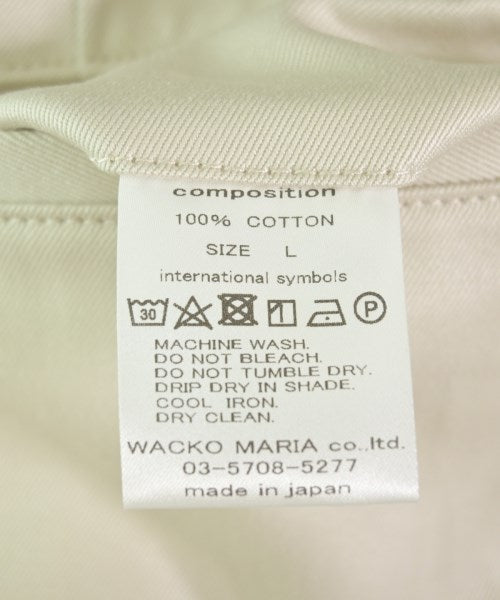 composition
100% COTTON
SIZE L
international symbols
30 P
MACHINE WASH.
DO NOT BLEACH.
DO NOT TUMBLE DRY.
DRIP DRY IN SHADE.
COOL IRON.
DRY CLEAN.
WACKO MARIA co.,ltd.
03-5708-5277
made in japan